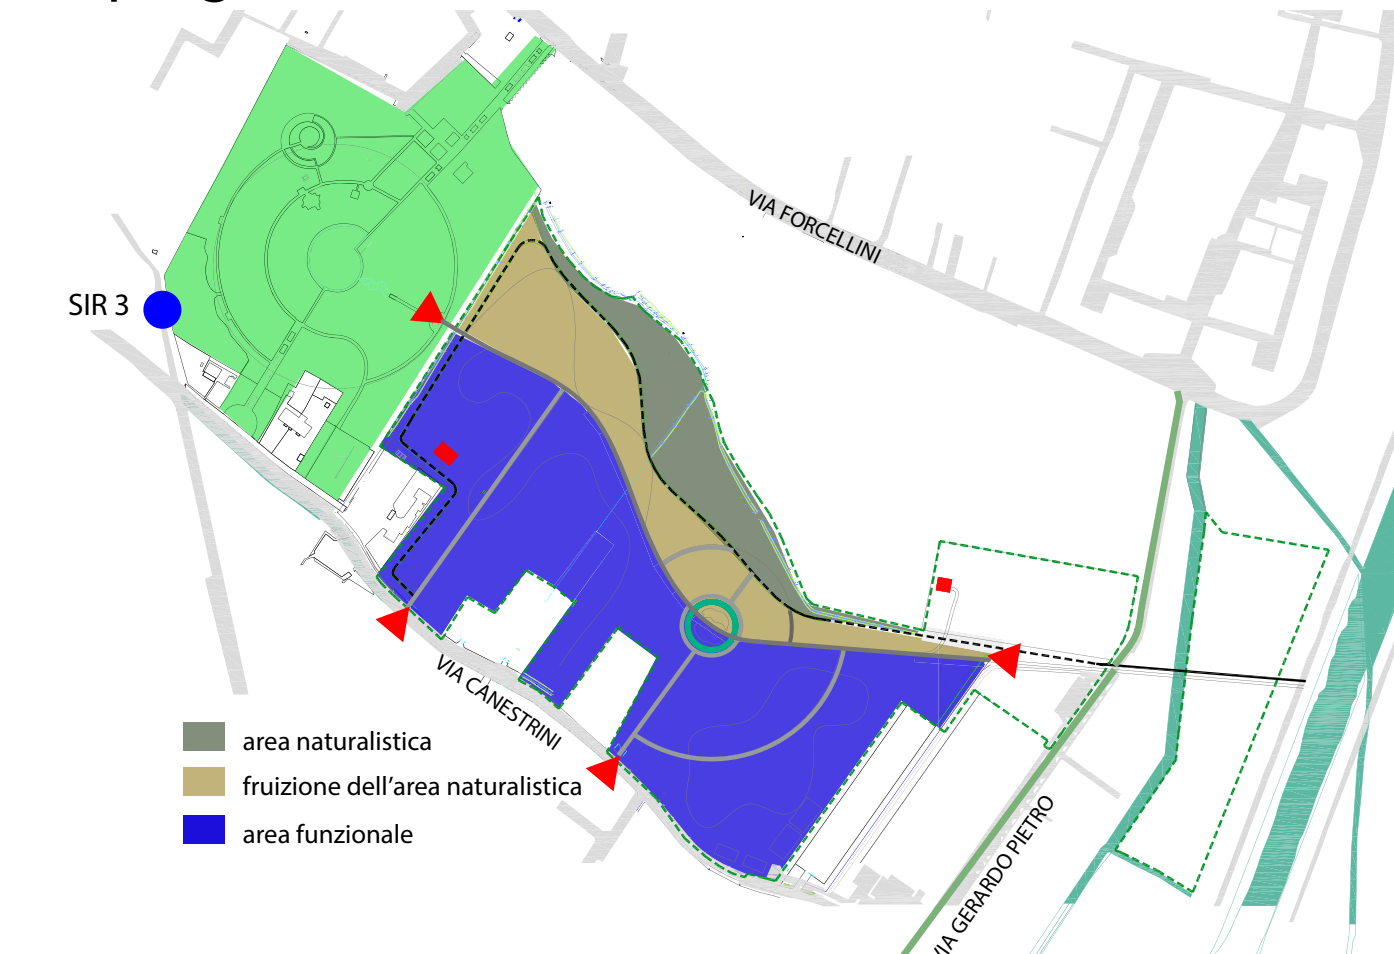 VIA FORCELLINI
SIR 3
VIA CANESTRINI
area naturalistica
fruizione dell'area naturalistica
area funzionale
VIA GERARDO PIETRO